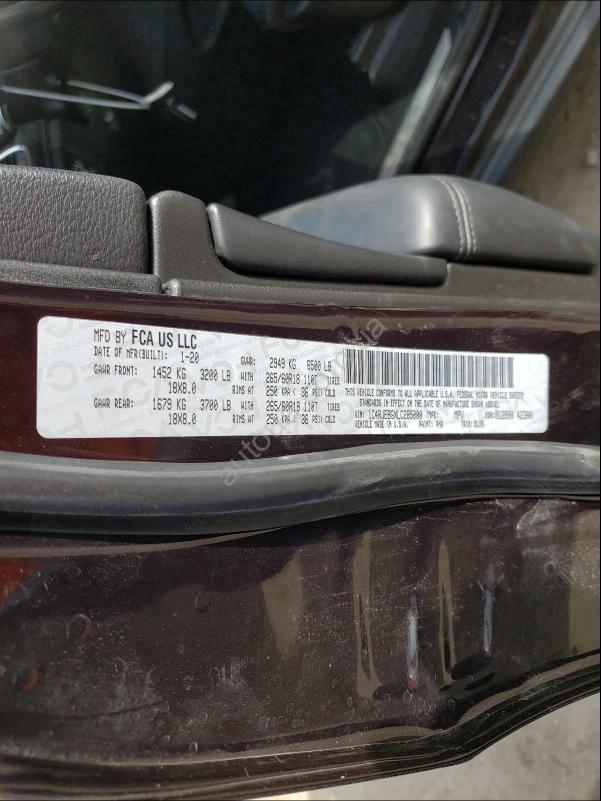 MFD BY FCA US LLC
DATE OF MFR(BUILT): 1-20 GVWR: 2949 KG 6500 LB
GAWR FRONT: 1452 KG 3200 LB WITH 265/60R18 110T TIRES
18X8.0 RIMS AT 250 KPA( 36 PSI COLD
GAWR REAR: 1679 KG 3700 LB WITH 265/60R18 110T TIRES
18X8.0 RIMS AT 250 KPA( 36 PSI COLD
THIS VEHICLE CONFORMS TO ALL APPLICABLE U.S.A. FEDERAL MOTOR VEHICLE SAFETY
STANDARDS IN EFFECT ON THE DATE OF MANUFACTURE SHOWN ABOVE.
VIN: TYPE: MPV MDH: 
VEHICLE MADE IN U.S.A. PAINT: TRIM: